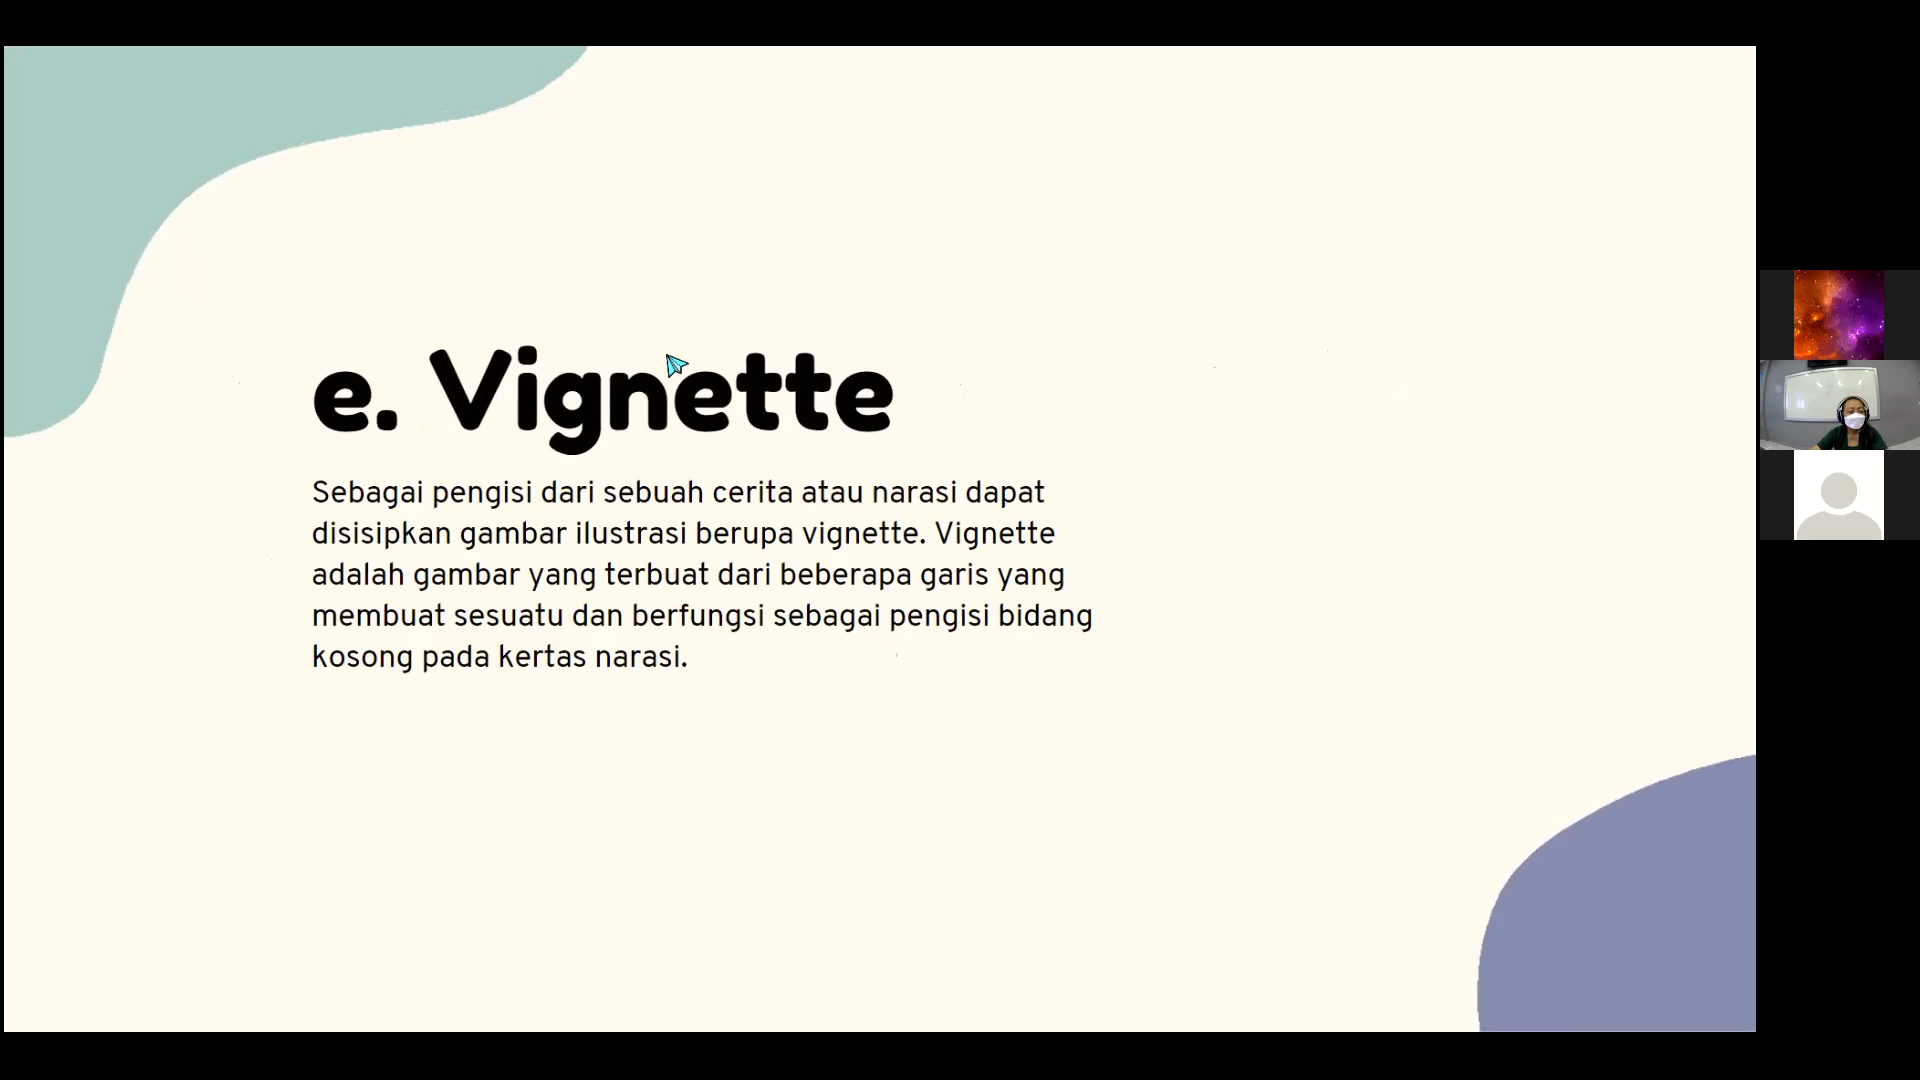 e. Vignette
Sebagai pengisi dari sebuah cerita atau narasi dapat
disisipkan gambar ilustrasi berupa vignette. Vignette
adalah gambar yang terbuat dari beberapa garis yang
membuat sesuatu dan berfungsi sebagai pengisi bidang
kosong pada kertas narasi.